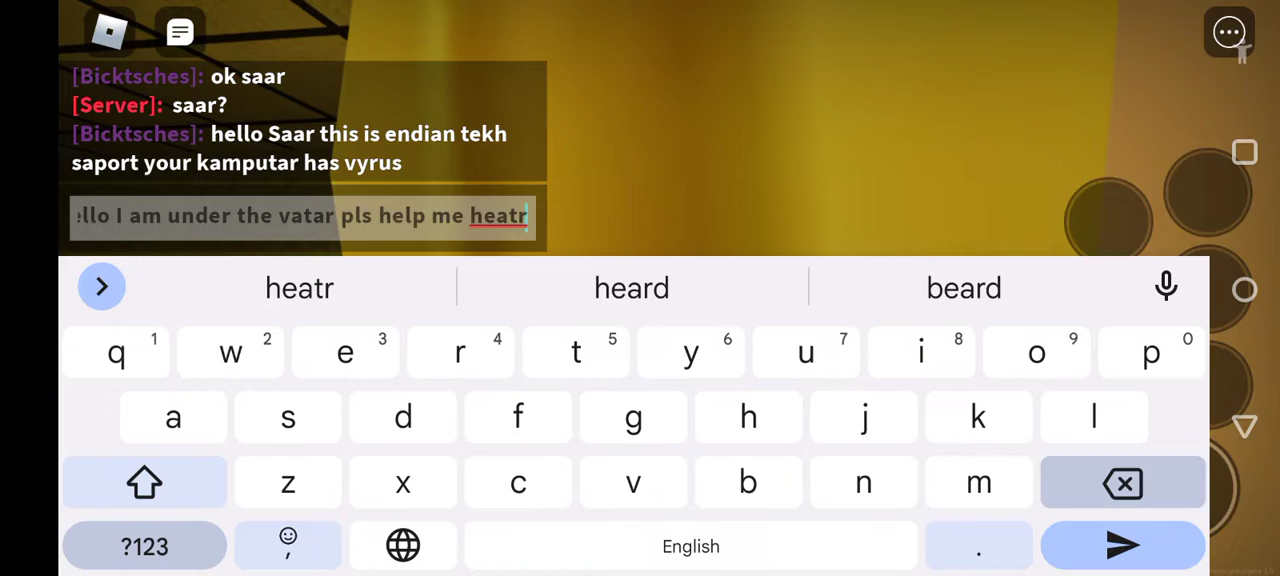 [Bicktsches]: ok saar
[Server]: saar?
[Bicktsches]: hello Saar this is endian tekh
saport your kamputar has vyrus
ello I am under the vatar pls help me heatr
heatr heard beard
q 1 w 2 e 3 r 4 t 5 y 6 u 7 i 8 o 9 p 0
a s d f g h j k l
z x c v b n m
?123 , English .